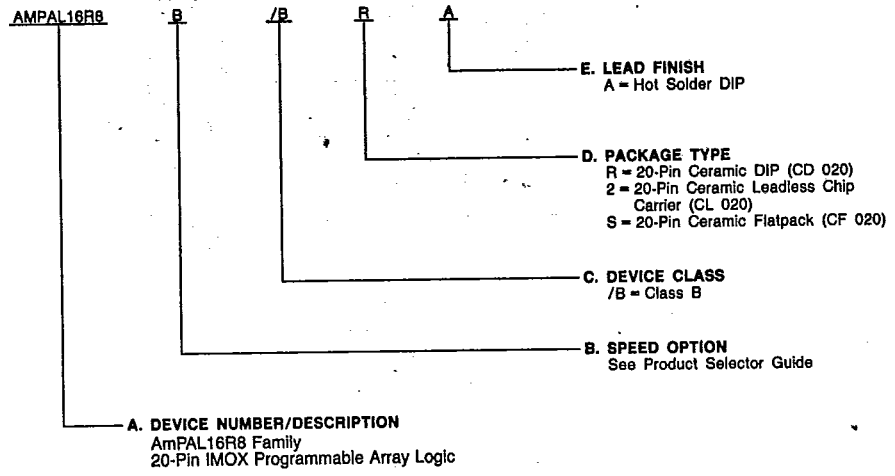 AMPAL16R8 B /B R A
E. LEAD FINISH
A = Hot Solder DIP
D. PACKAGE TYPE
R = 20-Pin Ceramic DIP (CD 020)
2 = 20-Pin Ceramic Leadless Chip
Carrier (CL 020)
S = 20-Pin Ceramic Flatpack (CF 020)
C. DEVICE CLASS
/B = Class B
B. SPEED OPTION
See Product Selector Guide
A. DEVICE NUMBER/DESCRIPTION
AmPAL16R8 Family
20-Pin IMOX Programmable Array Logic